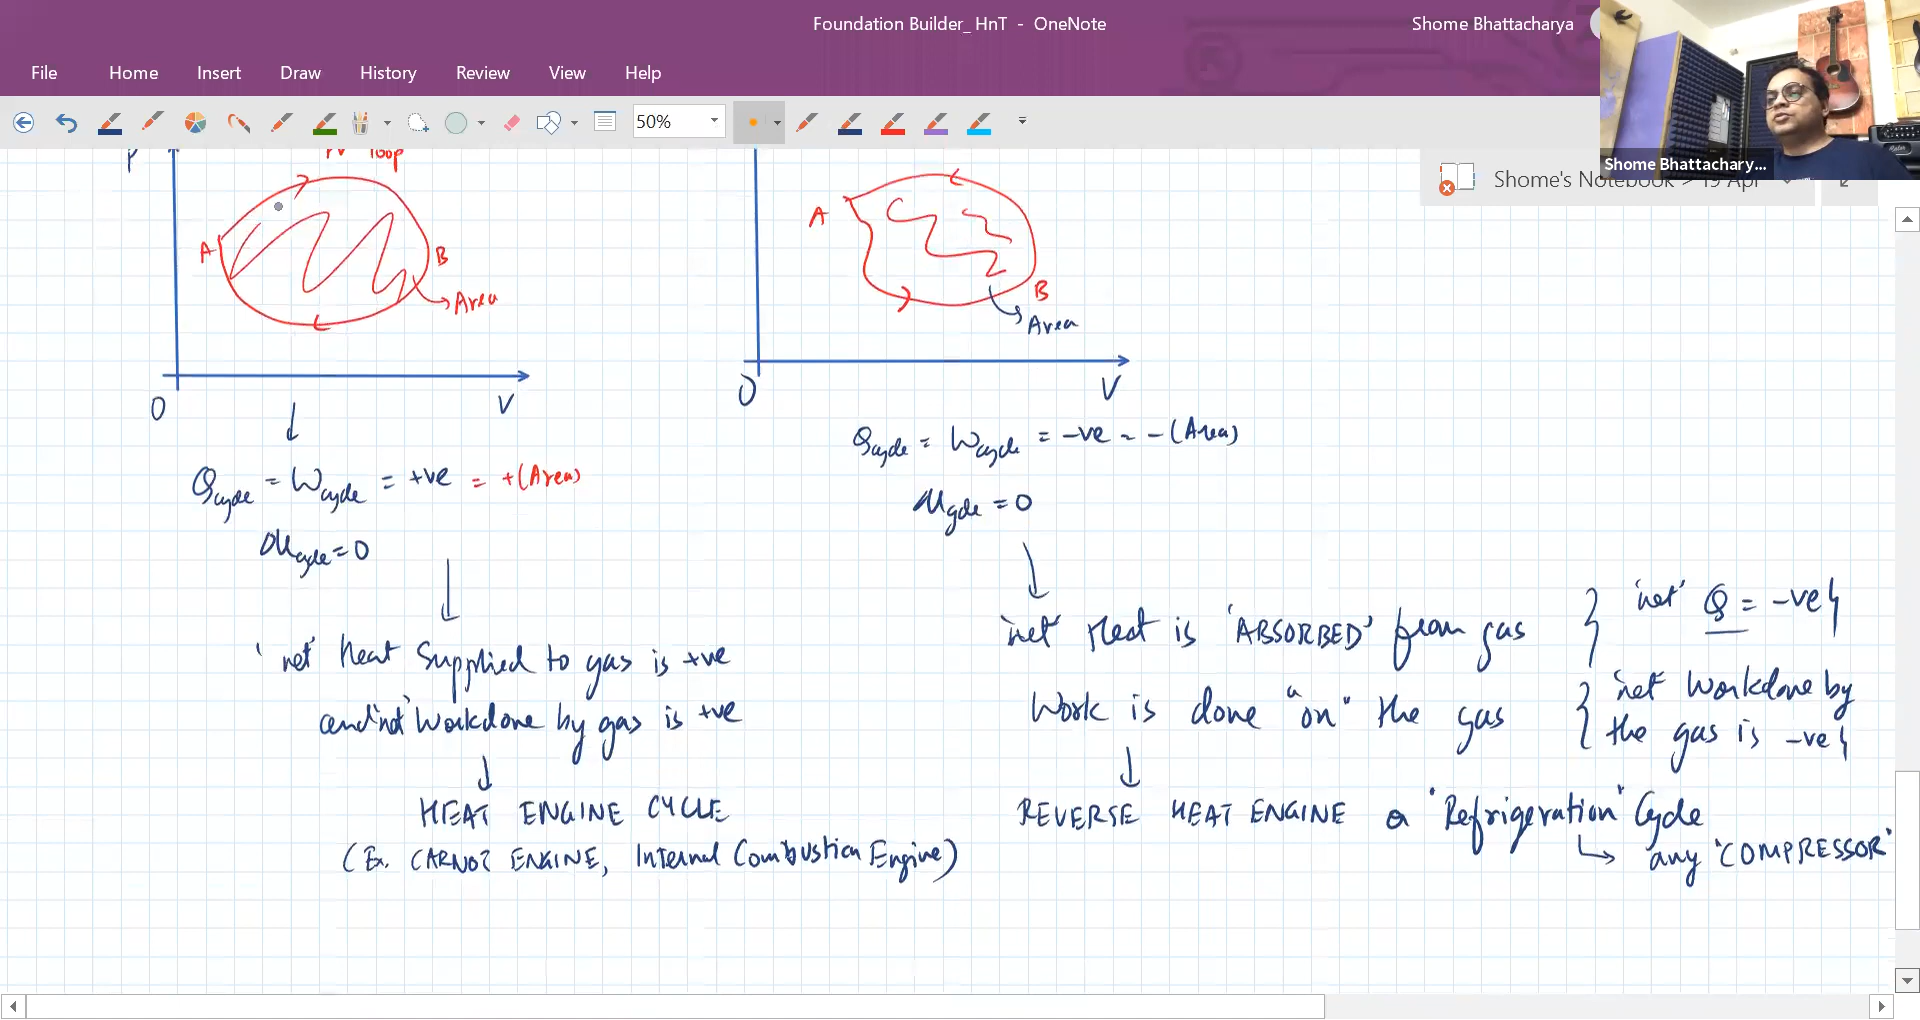 Foundation Builder_ HnT - OneNote
Shome Bhattacharya
File Home Insert Draw History Review View Help
50%
Shome Bhattachary...
Shome's Notebook > 19 Apr
P
PV loop
A
B
Area
O
V
A
B
Area
O
V
Qcycle = Wcycle = +ve = +(Area)
ΔUcycle = 0
Qcycle = Wcycle = -ve = -(Area)
ΔUcycle = 0
'net' heat supplied to gas is +ve
and 'net' workdone by gas is +ve
HEAT ENGINE CYCLE
(Ex. CARNOT ENGINE, Internal Combustion Engine)
'net' Heat is 'ABSORBED' from gas
'net' Q = -ve
Work is done "on" the gas
'net' workdone by
the gas is -ve
REVERSE HEAT ENGINE or "Refrigeration" Cycle
any 'COMPRESSOR'